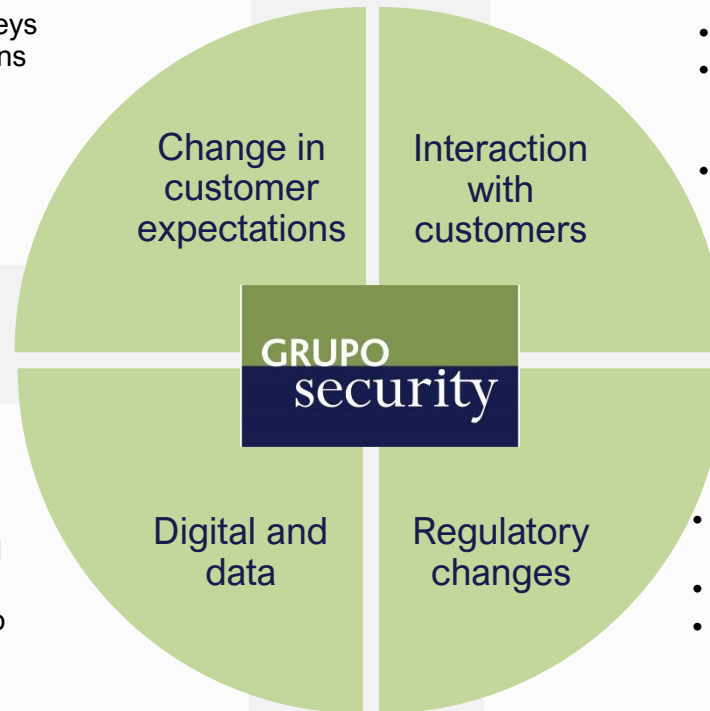 Change in
customer
expectations
Interaction
with
customers
GRUPO
security
Digital and
data
Regulatory
changes